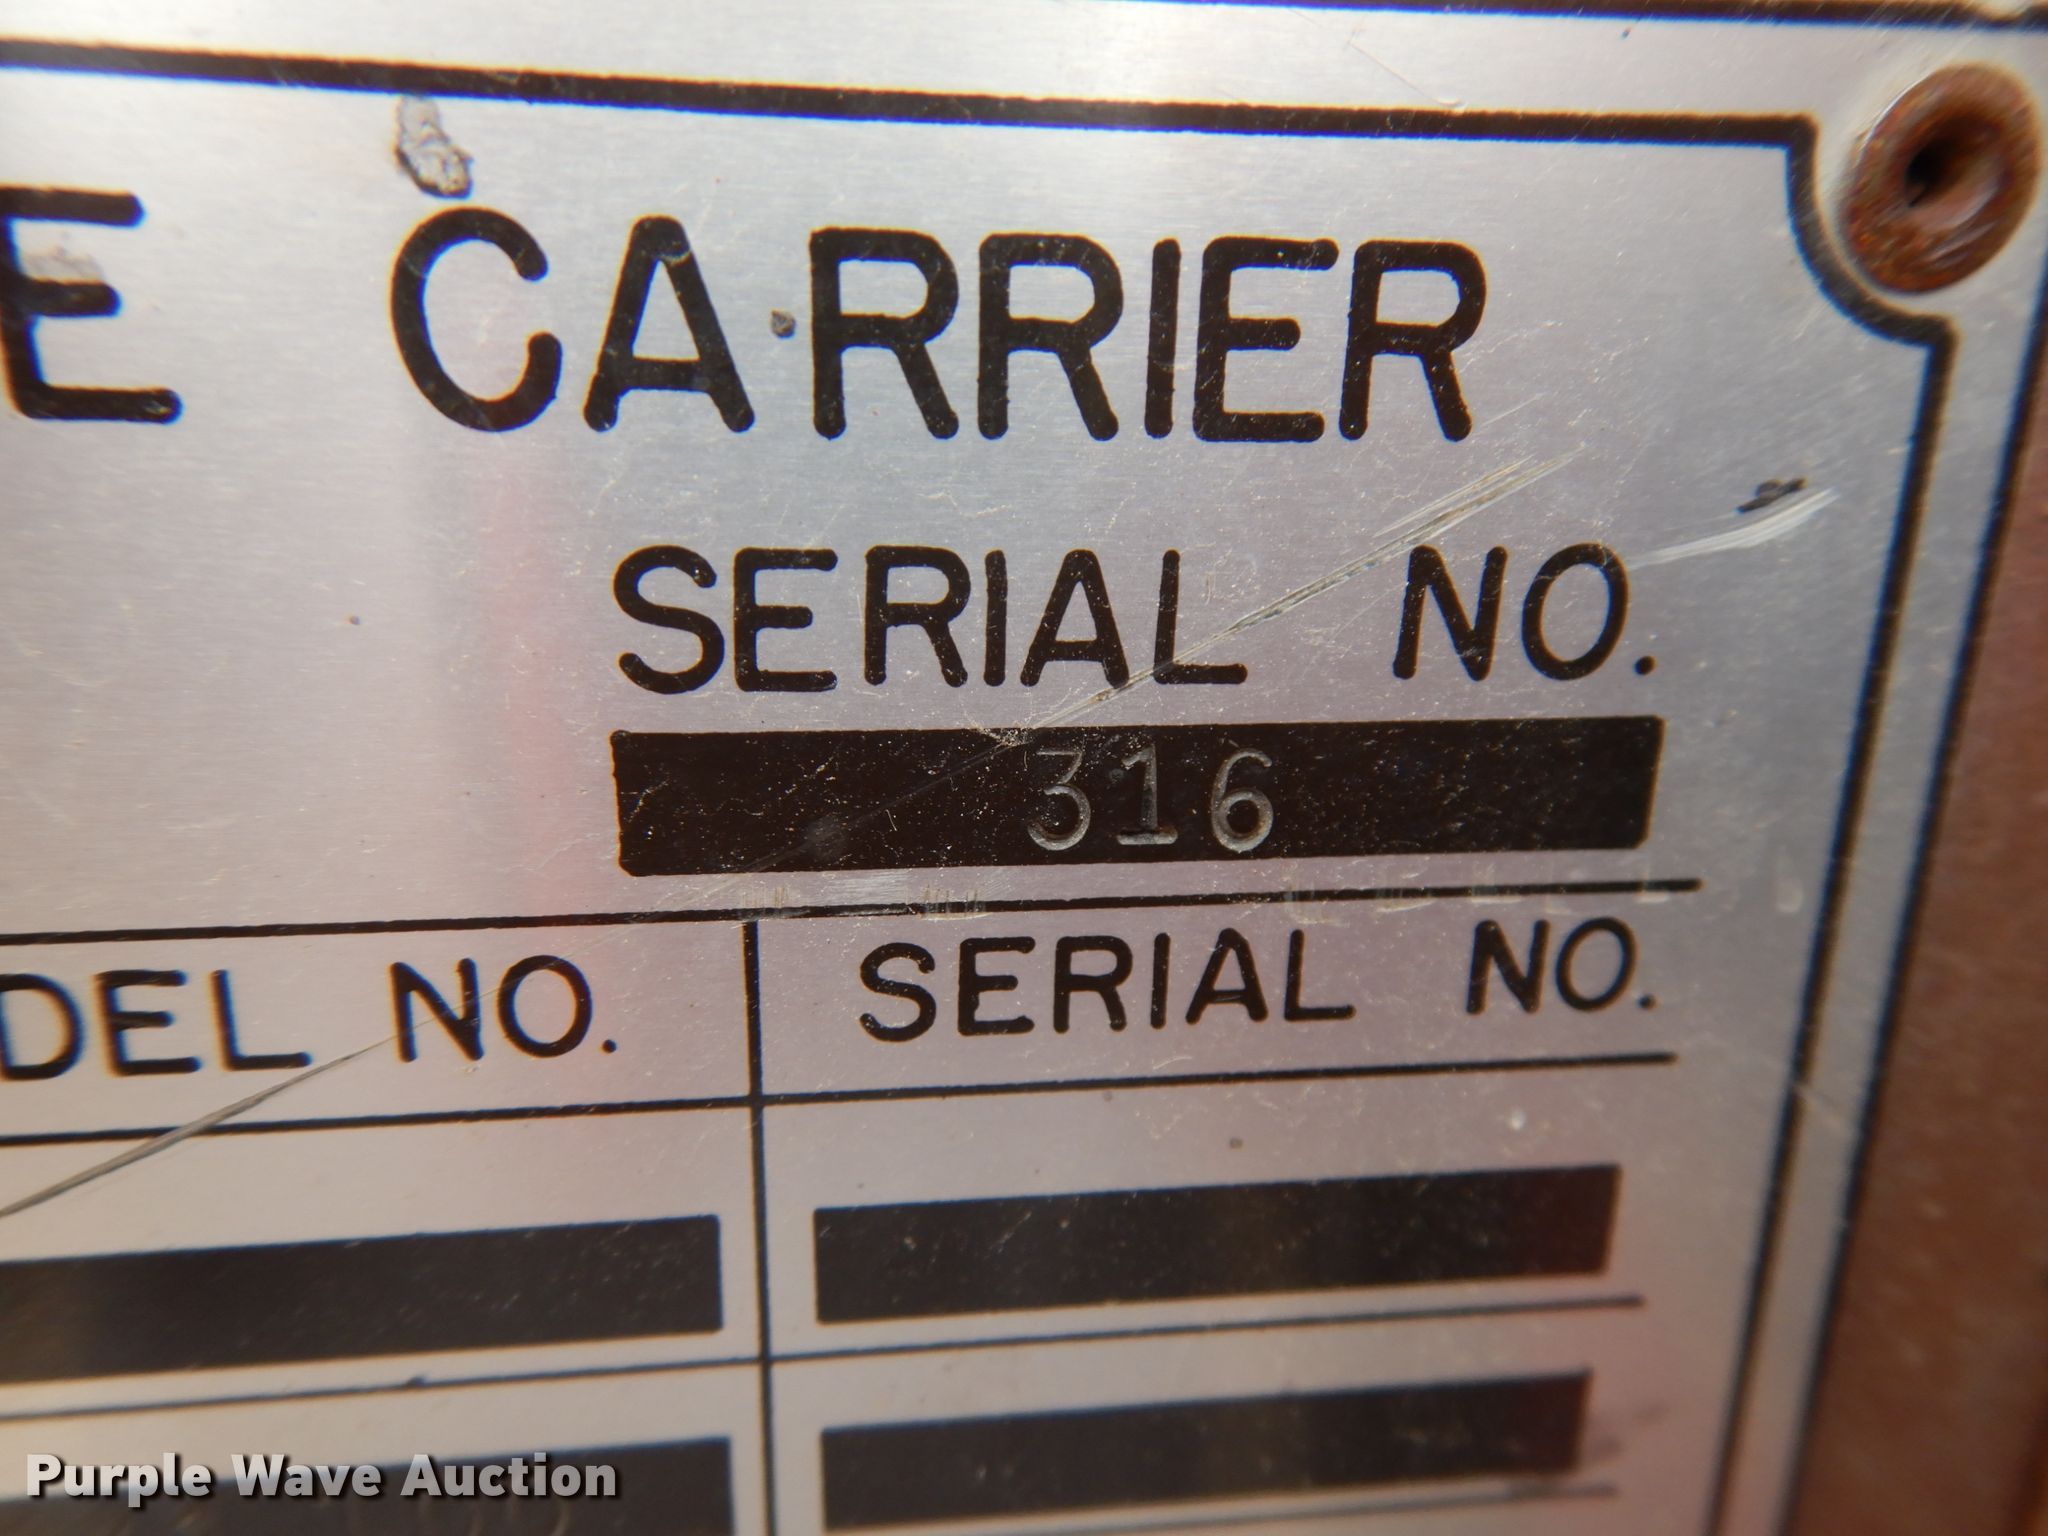 E CARRIER
SERIAL NO.
316
DEL NO. SERIAL NO.
Purple Wave Auction